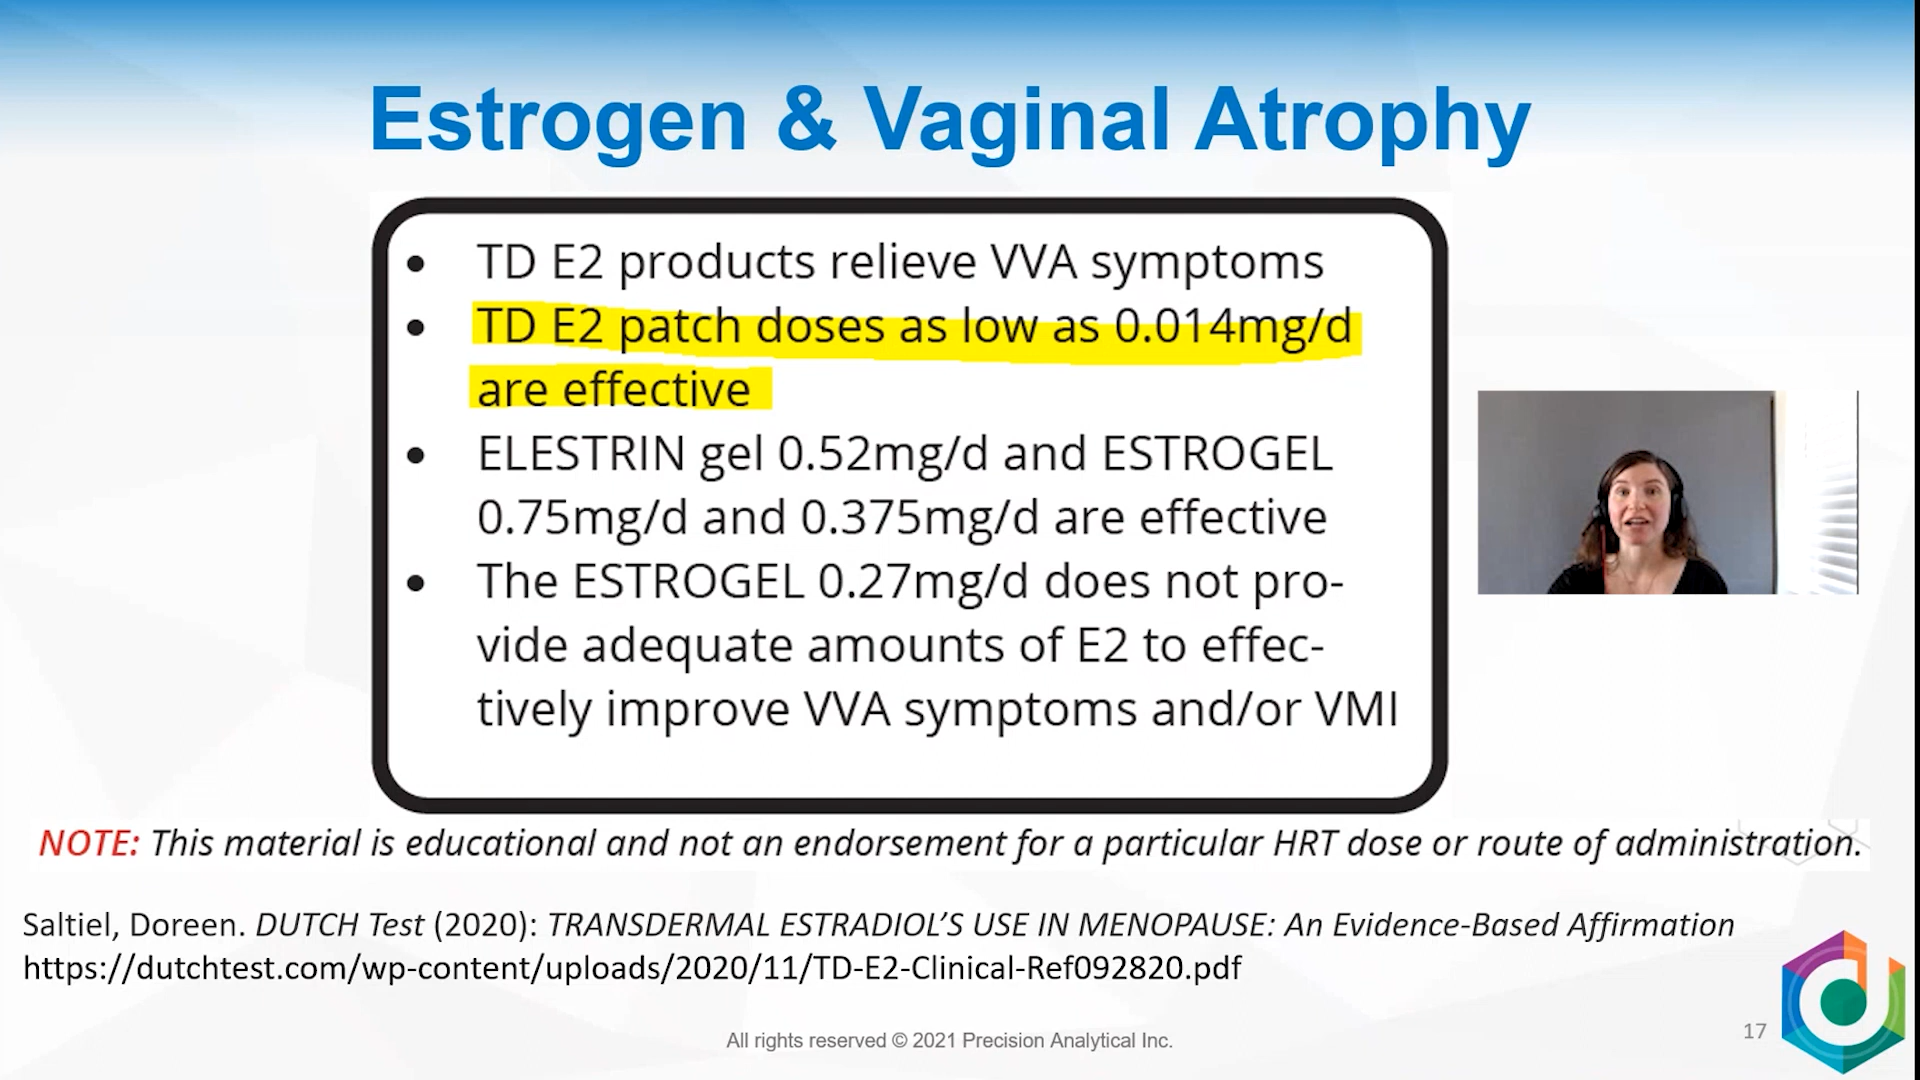 Estrogen & Vaginal Atrophy
• TD E2 products relieve VVA symptoms
• TD E2 patch doses as low as 0.014mg/d
are effective
• ELESTRIN gel 0.52mg/d and ESTROGEL
0.75mg/d and 0.375mg/d are effective
• The ESTROGEL 0.27mg/d does not pro-
vide adequate amounts of E2 to effec-
tively improve VVA symptoms and/or VMI
NOTE: This material is educational and not an endorsement for a particular HRT dose or route of administration.
Saltiel, Doreen. DUTCH Test (2020): TRANSDERMAL ESTRADIOL’S USE IN MENOPAUSE: An Evidence-Based Affirmation
https://dutchtest.com/wp-content/uploads/2020/11/TD-E2-Clinical-Ref092820.pdf
All rights reserved © 2021 Precision Analytical Inc.
17